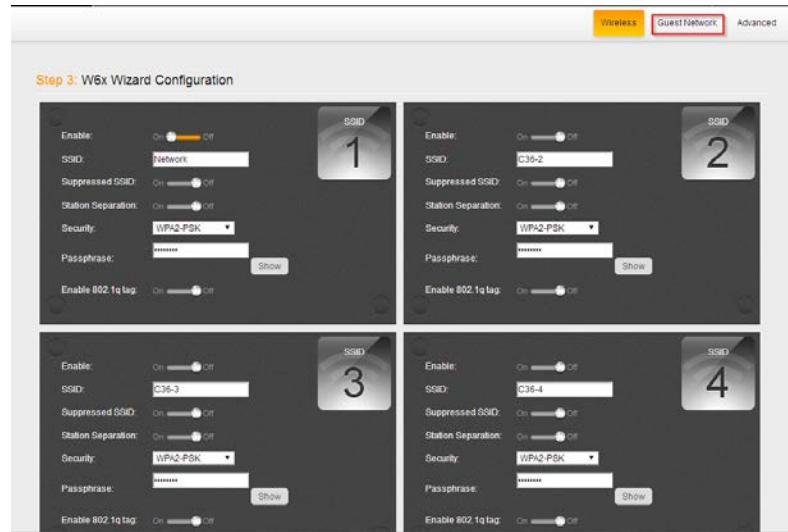 Wireless Guest Network Advanced
Step 3: W6x Wizard Configuration
SSID
1
Enable: On Off
SSID: Network
Suppressed SSID: On Off
Station Separation: On Off
Security: WPA2-PSK
Passphrase: ********
Show
Enable 802.1q tag: On Off
SSID
2
Enable: On Off
SSID: C36-2
Suppressed SSID: On Off
Station Separation: On Off
Security: WPA2-PSK
Passphrase: ********
Show
Enable 802.1q tag: On Off
SSID
3
Enable: On Off
SSID: C36-3
Suppressed SSID: On Off
Station Separation: On Off
Security: WPA2-PSK
Passphrase: ********
Show
Enable 802.1q tag: On Off
SSID
4
Enable: On Off
SSID: C36-4
Suppressed SSID: On Off
Station Separation: On Off
Security: WPA2-PSK
Passphrase: ********
Show
Enable 802.1q tag: On Off